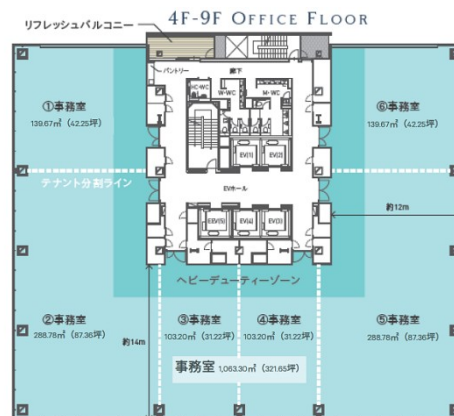 4F-9F OFFICE FLOOR
リフレッシュバルコニー
パントリー
廊下
HC・WC
W・WC
M・WC
①事務室
139.67㎡（42.25坪）
⑥事務室
139.67㎡（42.25坪）
EV(1)
EV(2)
テナント分割ライン
EVホール
約12m
EV(4)
EV(3)
ヘビーデューティーゾーン
②事務室
288.78㎡（87.36坪）
③事務室
103.20㎡（31.22坪）
④事務室
103.20㎡（31.22坪）
⑤事務室
288.78㎡（87.36坪）
約14m
事務室 1,063.30㎡（321.65坪）